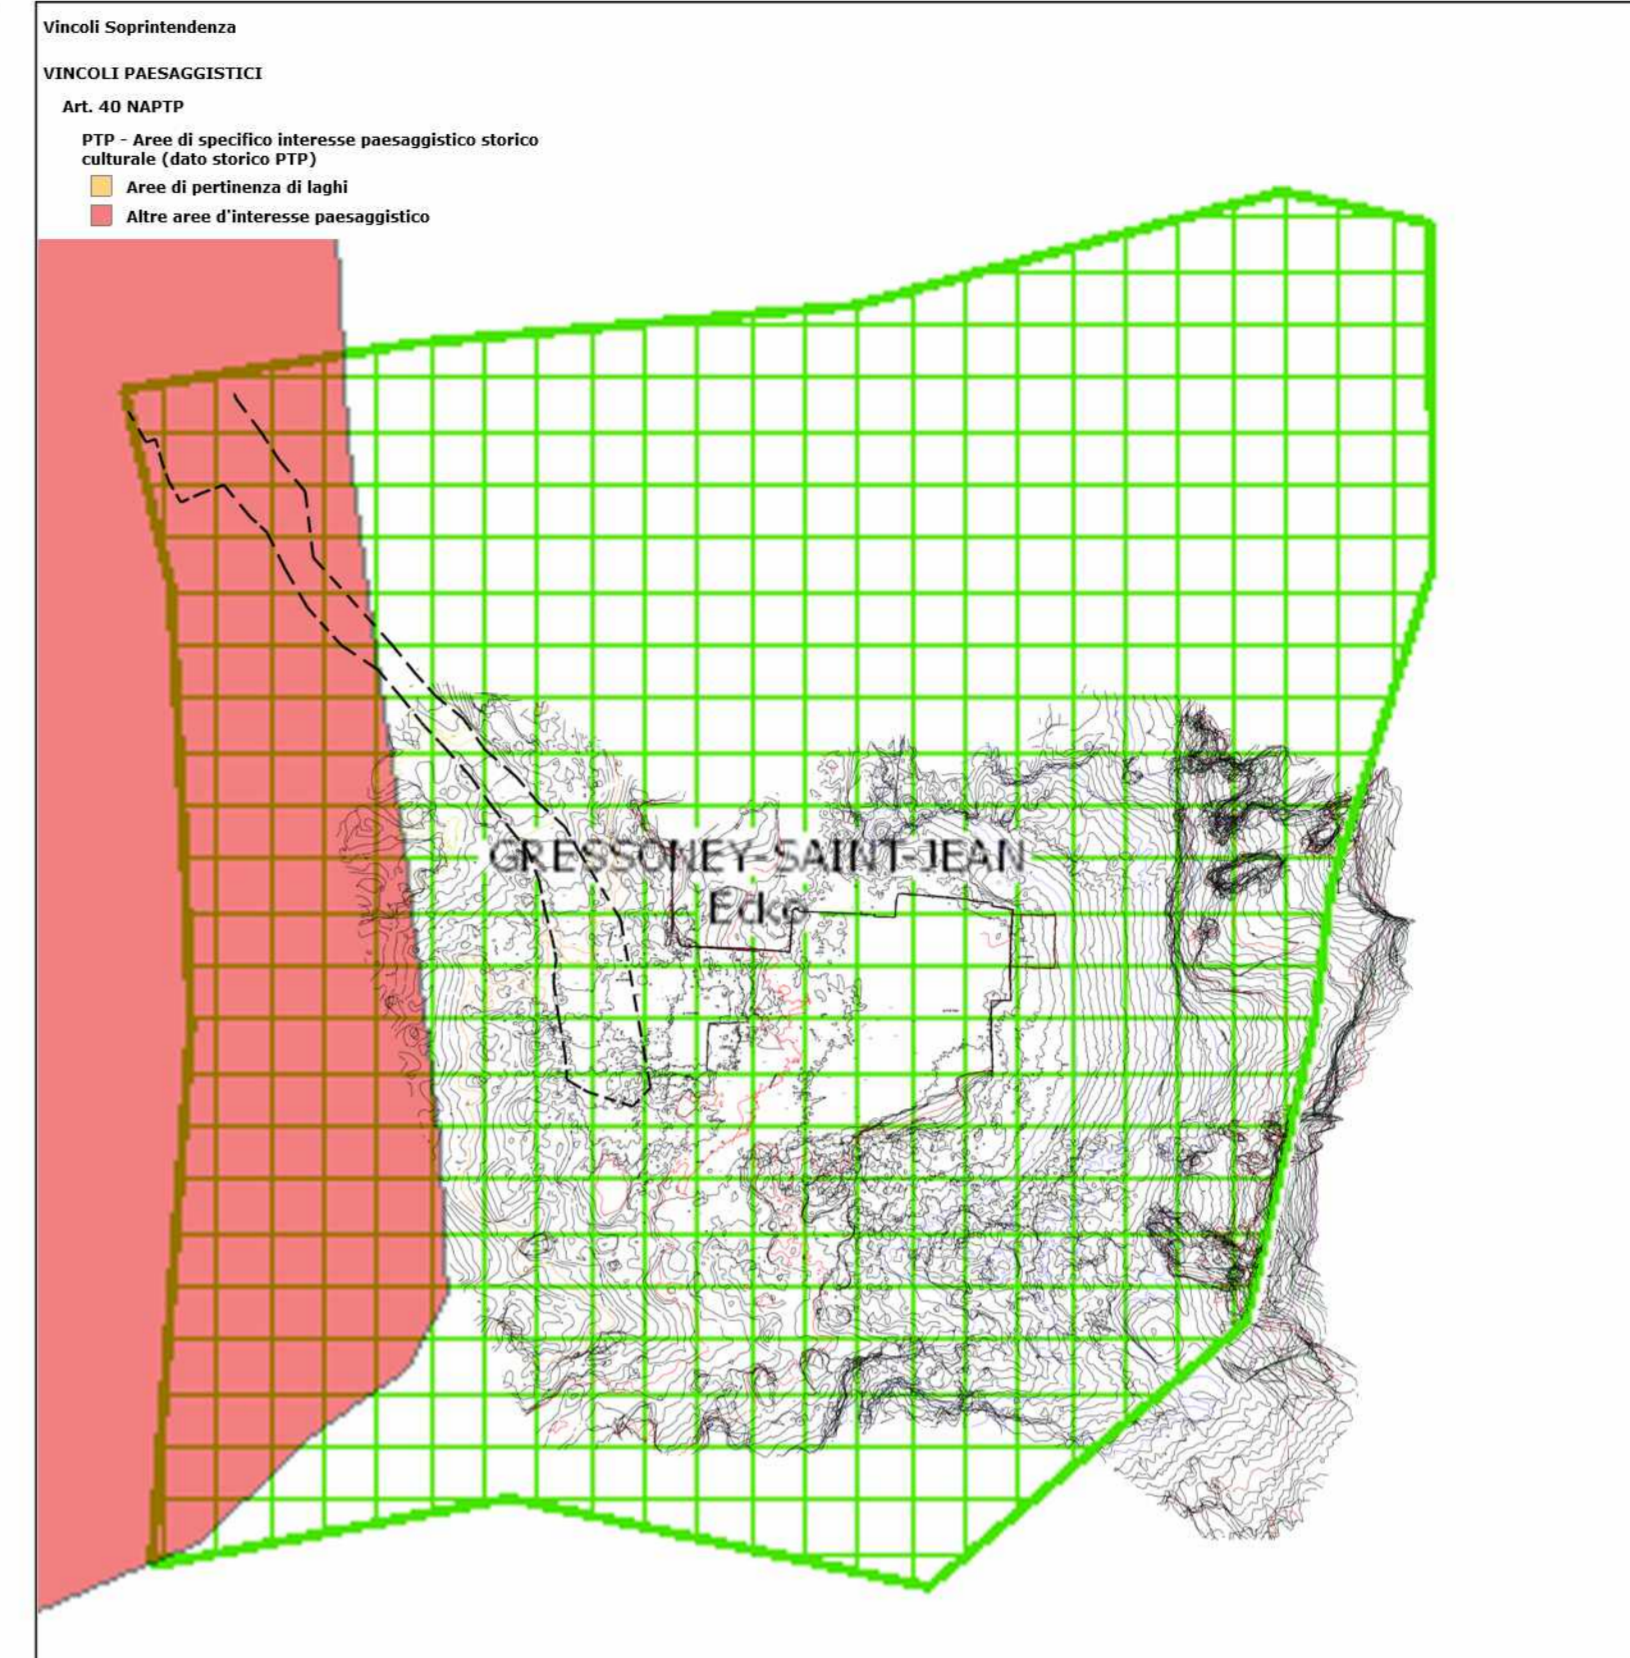 Vincoli Soprintendenza
VINCOLI PAESAGGISTICI
Art. 40 NAPTP
PTP - Aree di specifico interesse paesaggistico storico
culturale (dato storico PTP)
Aree di pertinenza di laghi
Altre aree d'interesse paesaggistico
GRESSONEY-SAINT-JEAN
Ecko